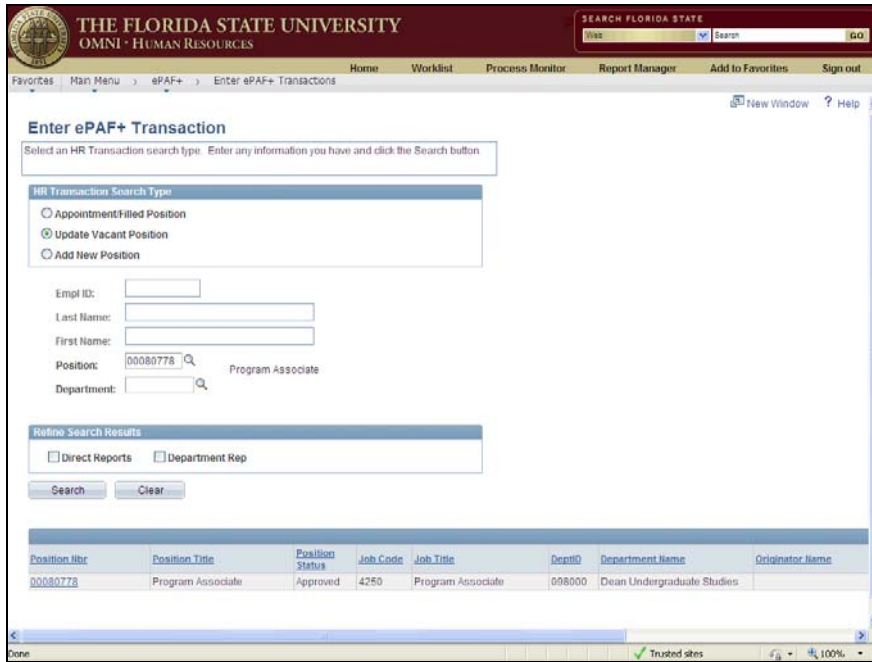 THE FLORIDA STATE UNIVERSITY
OMNI · HUMAN RESOURCES
SEARCH FLORIDA STATE
Web Search GO
Home Worklist Process Monitor Report Manager Add to Favorites Sign out
Favorites Main Menu > ePAF+ > Enter ePAF+ Transactions
New Window ? Help
Enter ePAF+ Transaction
Select an HR Transaction search type. Enter any information you have and click the Search button.
HR Transaction Search Type
Appointment/Filled Position
Update Vacant Position
Add New Position
Empl ID:
Last Name:
First Name:
Position: 00080778 Program Associate
Department:
Refine Search Results
Direct Reports Department Rep
Search Clear
Position Nbr Position Title Position Status Job Code Job Title DeptID Department Name Originator Name
00080778 Program Associate Approved 4250 Program Associate 098000 Dean Undergraduate Studies
Done Trusted sites 100%